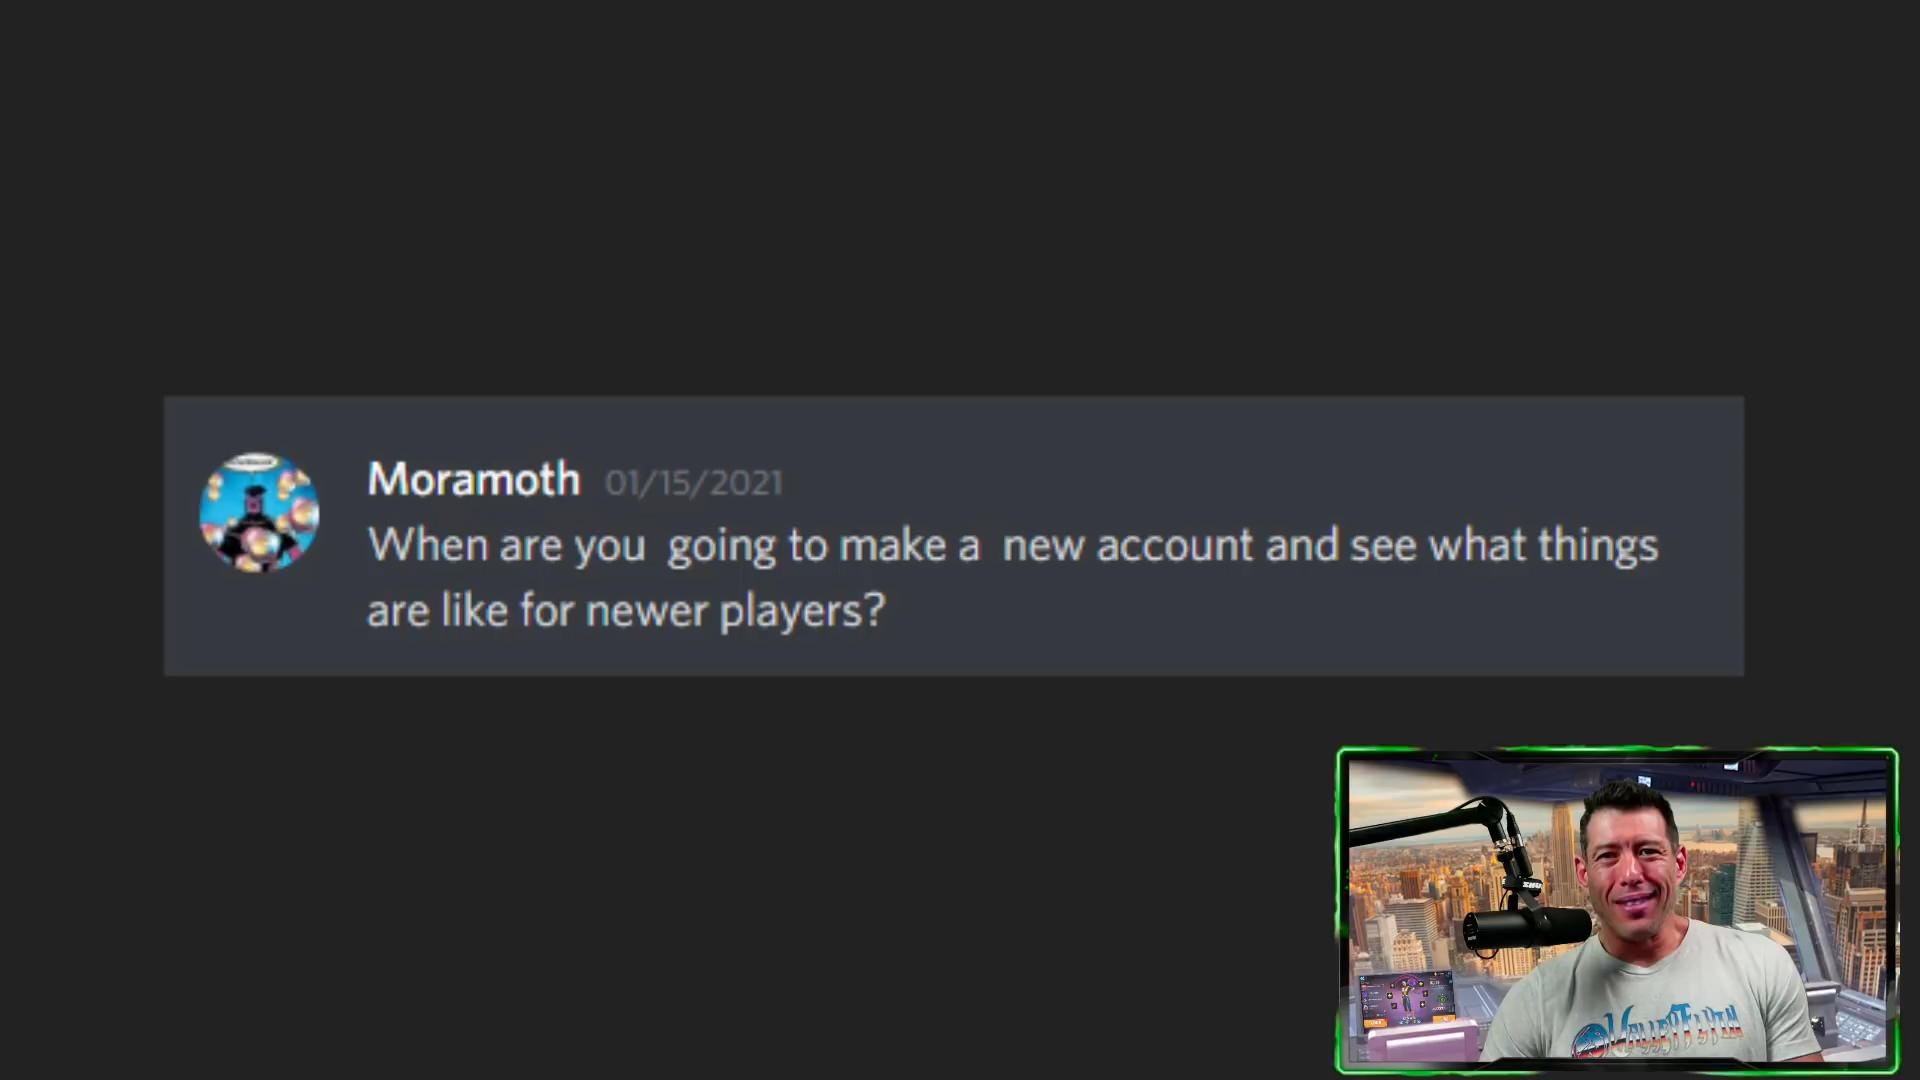 Moramoth 01/15/2021
When are you going to make a new account and see what things
are like for newer players?
VALLEYFLYIN